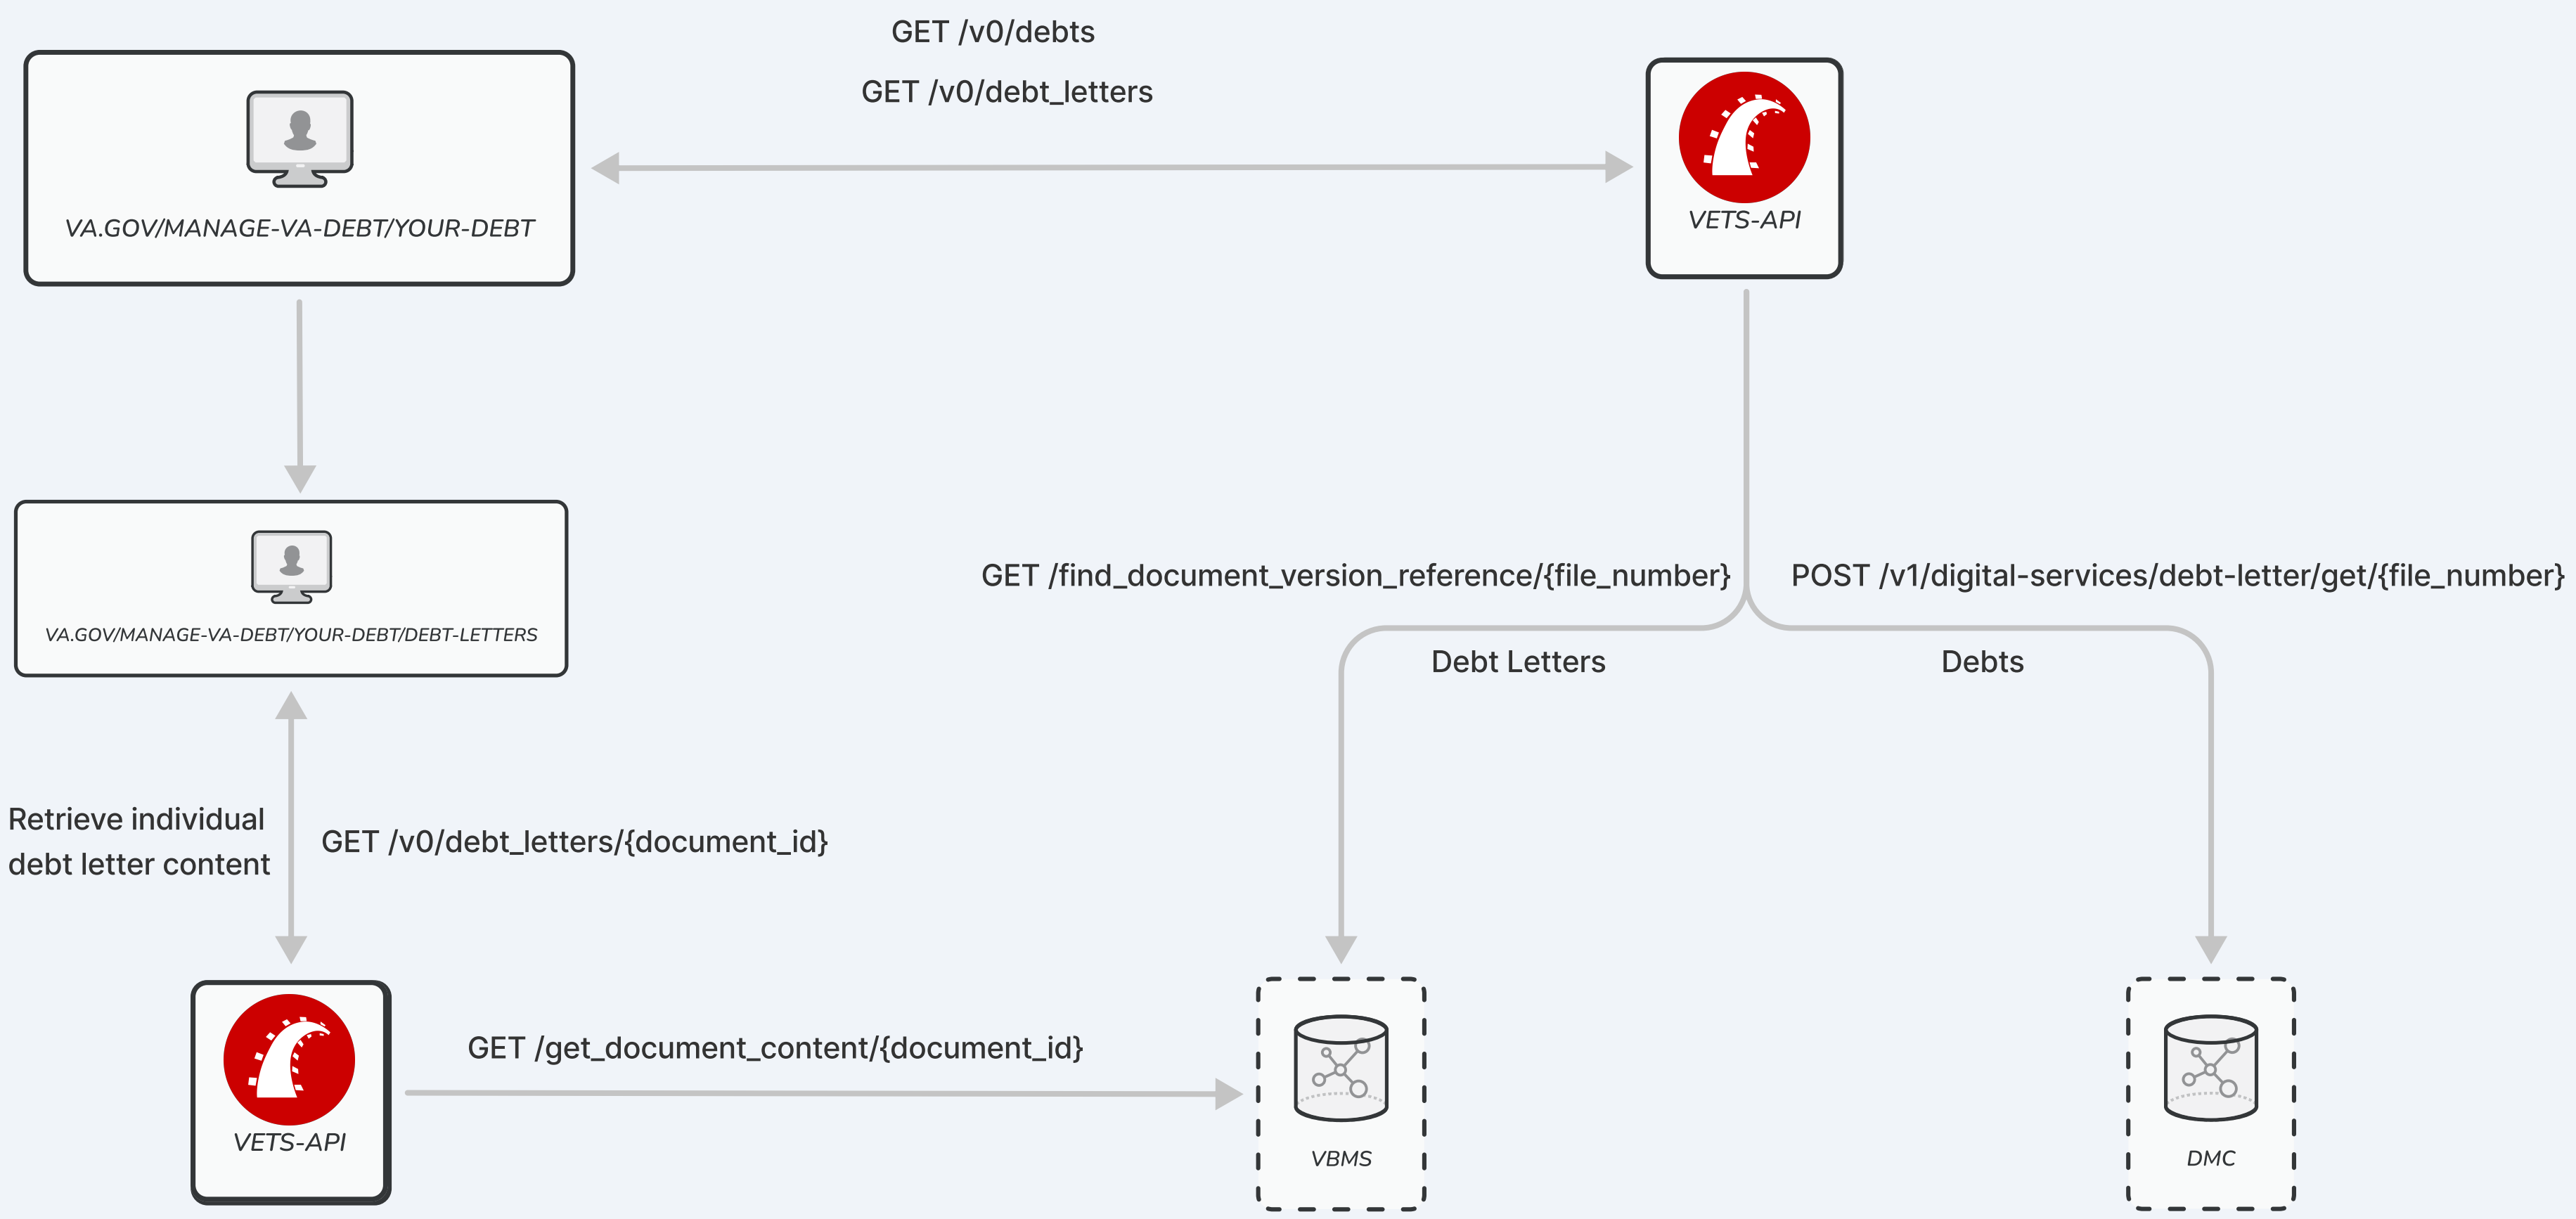 GET /v0/debts
GET /v0/debt_letters
VA.GOV/MANAGE-VA-DEBT/YOUR-DEBT
VETS-API
GET /find_document_version_reference/{file_number}
POST /v1/digital-services/debt-letter/get/{file_number}
VA.GOV/MANAGE-VA-DEBT/YOUR-DEBT/DEBT-LETTERS
Debt Letters
Debts
Retrieve individual
debt letter content
GET /v0/debt_letters/{document_id}
GET /get_document_content/{document_id}
VETS-API
VBMS
DMC